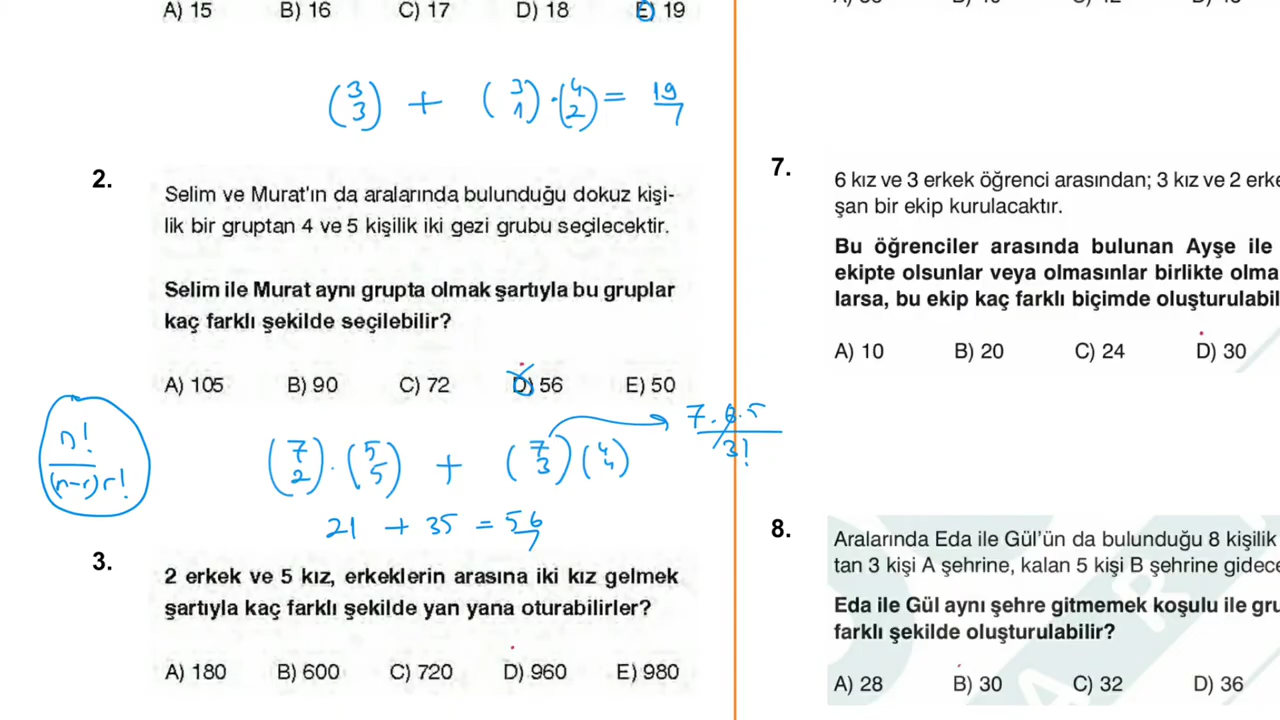 A) 15 B) 16 C) 17 D) 18 E) 19
(3 3) + (3 1)·(4 2) = 19
2.
Selim ve Murat'ın da aralarında bulunduğu dokuz kişi-
lik bir gruptan 4 ve 5 kişilik iki gezi grubu seçilecektir.
Selim ile Murat aynı grupta olmak şartıyla bu gruplar
kaç farklı şekilde seçilebilir?
A) 105 B) 90 C) 72 D) 56 E) 50
n!
(n-r)r!
(7 2)·(5 5) + (7 3)(4 4)
7.6.5
3!
21 + 35 = 56
3.
2 erkek ve 5 kız, erkeklerin arasına iki kız gelmek
şartıyla kaç farklı şekilde yan yana oturabilirler?
A) 180 B) 600 C) 720 D) 960 E) 980
7.
6 kız ve 3 erkek öğrenci arasından; 3 kız ve 2 erke
şan bir ekip kurulacaktır.
Bu öğrenciler arasında bulunan Ayşe ile
ekipte olsunlar veya olmasınlar birlikte olma
larsa, bu ekip kaç farklı biçimde oluşturulabil
A) 10 B) 20 C) 24 D) 30
8.
Aralarında Eda ile Gül'ün da bulunduğu 8 kişilik
tan 3 kişi A şehrine, kalan 5 kişi B şehrine gidece
Eda ile Gül aynı şehre gitmemek koşulu ile gru
farklı şekilde oluşturulabilir?
A) 28 B) 30 C) 32 D) 36